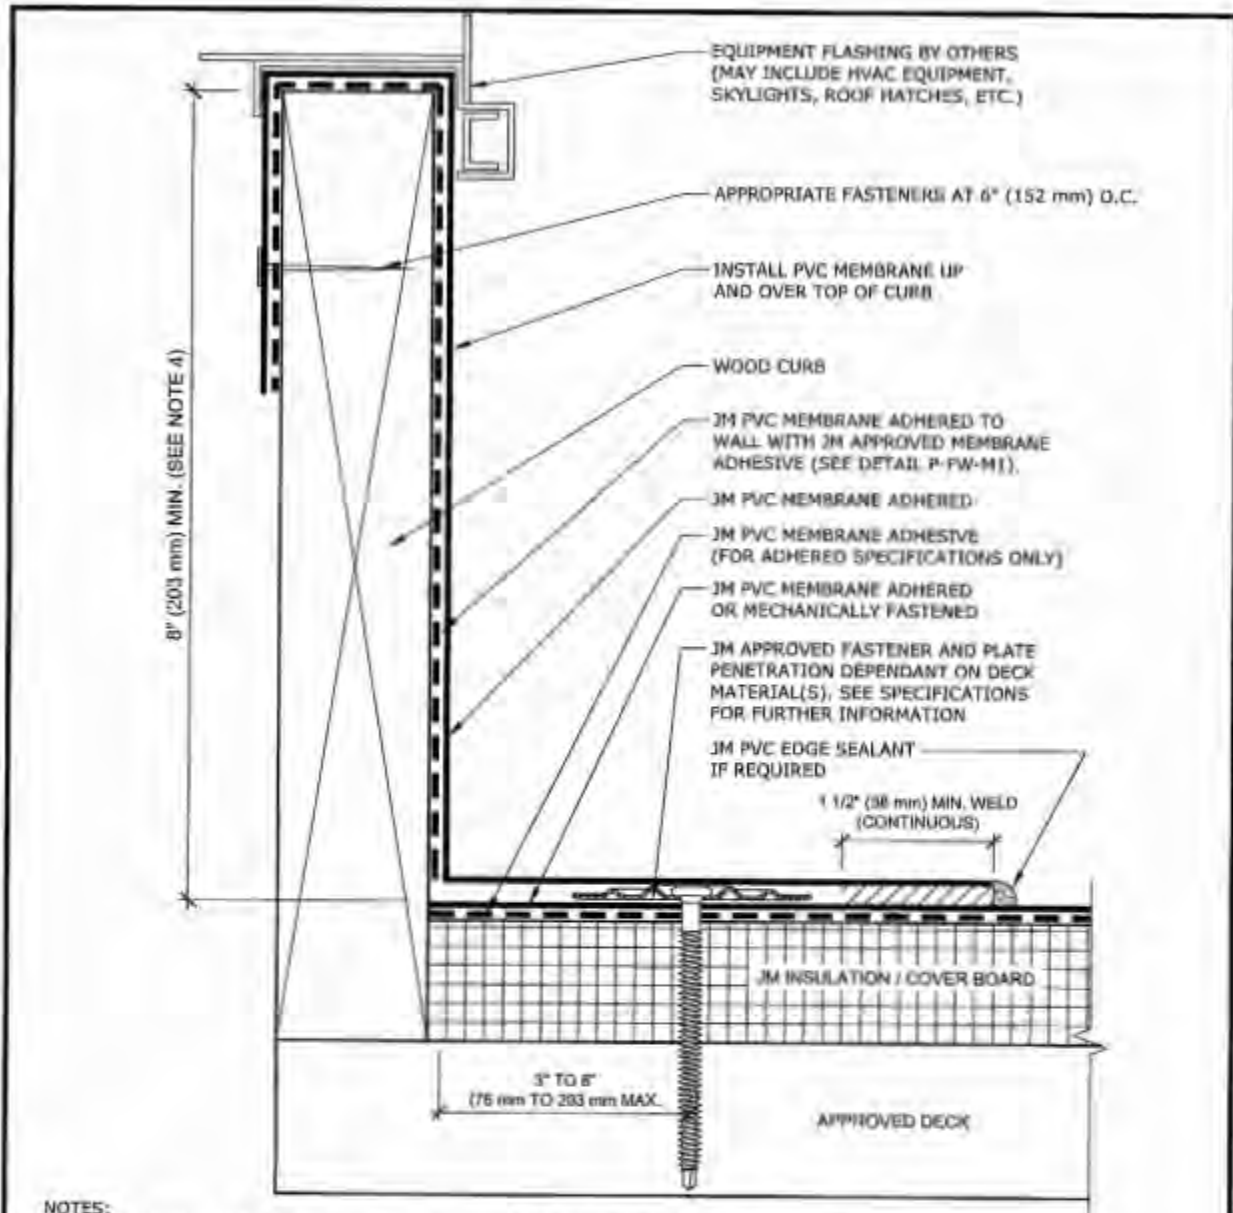 EQUIPMENT FLASHING BY OTHERS
(MAY INCLUDE HVAC EQUIPMENT,
SKYLIGHTS, ROOF HATCHES, ETC.)
APPROPRIATE FASTENERS AT 6" (152 mm) O.C.
INSTALL PVC MEMBRANE UP
AND OVER TOP OF CURB
8" (203 mm) MIN. (SEE NOTE 4)
WOOD CURB
JM PVC MEMBRANE ADHERED TO
WALL WITH JM APPROVED MEMBRANE
ADHESIVE (SEE DETAIL P-FW-M1).
JM PVC MEMBRANE ADHERED
JM PVC MEMBRANE ADHESIVE
(FOR ADHERED SPECIFICATIONS ONLY)
JM PVC MEMBRANE ADHERED
OR MECHANICALLY FASTENED
JM APPROVED FASTENER AND PLATE
PENETRATION DEPENDANT ON DECK
MATERIAL(S). SEE SPECIFICATIONS
FOR FURTHER INFORMATION
JM PVC EDGE SEALANT
IF REQUIRED
1 1/2" (38 mm) MIN. WELD
(CONTINUOUS)
JM INSULATION / COVER BOARD
3" TO 8"
(76 mm TO 203 mm MAX.
APPROVED DECK
NOTES: